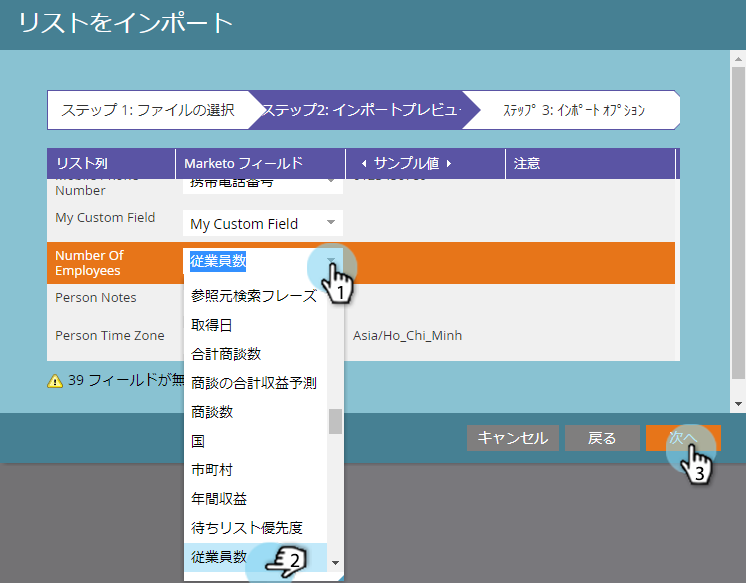 リストをインポート
ステップ 1: ファイルの選択
ステップ2: インポートプレビュー
ｽﾃｯﾌﾟ 3: ｲﾝﾎﾟｰﾄ ｵﾌﾟｼｮﾝ
リスト列
Marketo フィールド
サンプル値
注意
Number
携帯電話番号
My Custom Field
My Custom Field
Number Of
Employees
従業員数
1
Person Notes
参照元検索フレーズ
取得日
Person Time Zone
Asia/Ho_Chi_Minh
合計商談数
39 フィールドが無
商談の合計収益予測
商談数
国
市町村
年間収益
待ちリスト優先度
従業員数
2
キャンセル
戻る
次へ
3